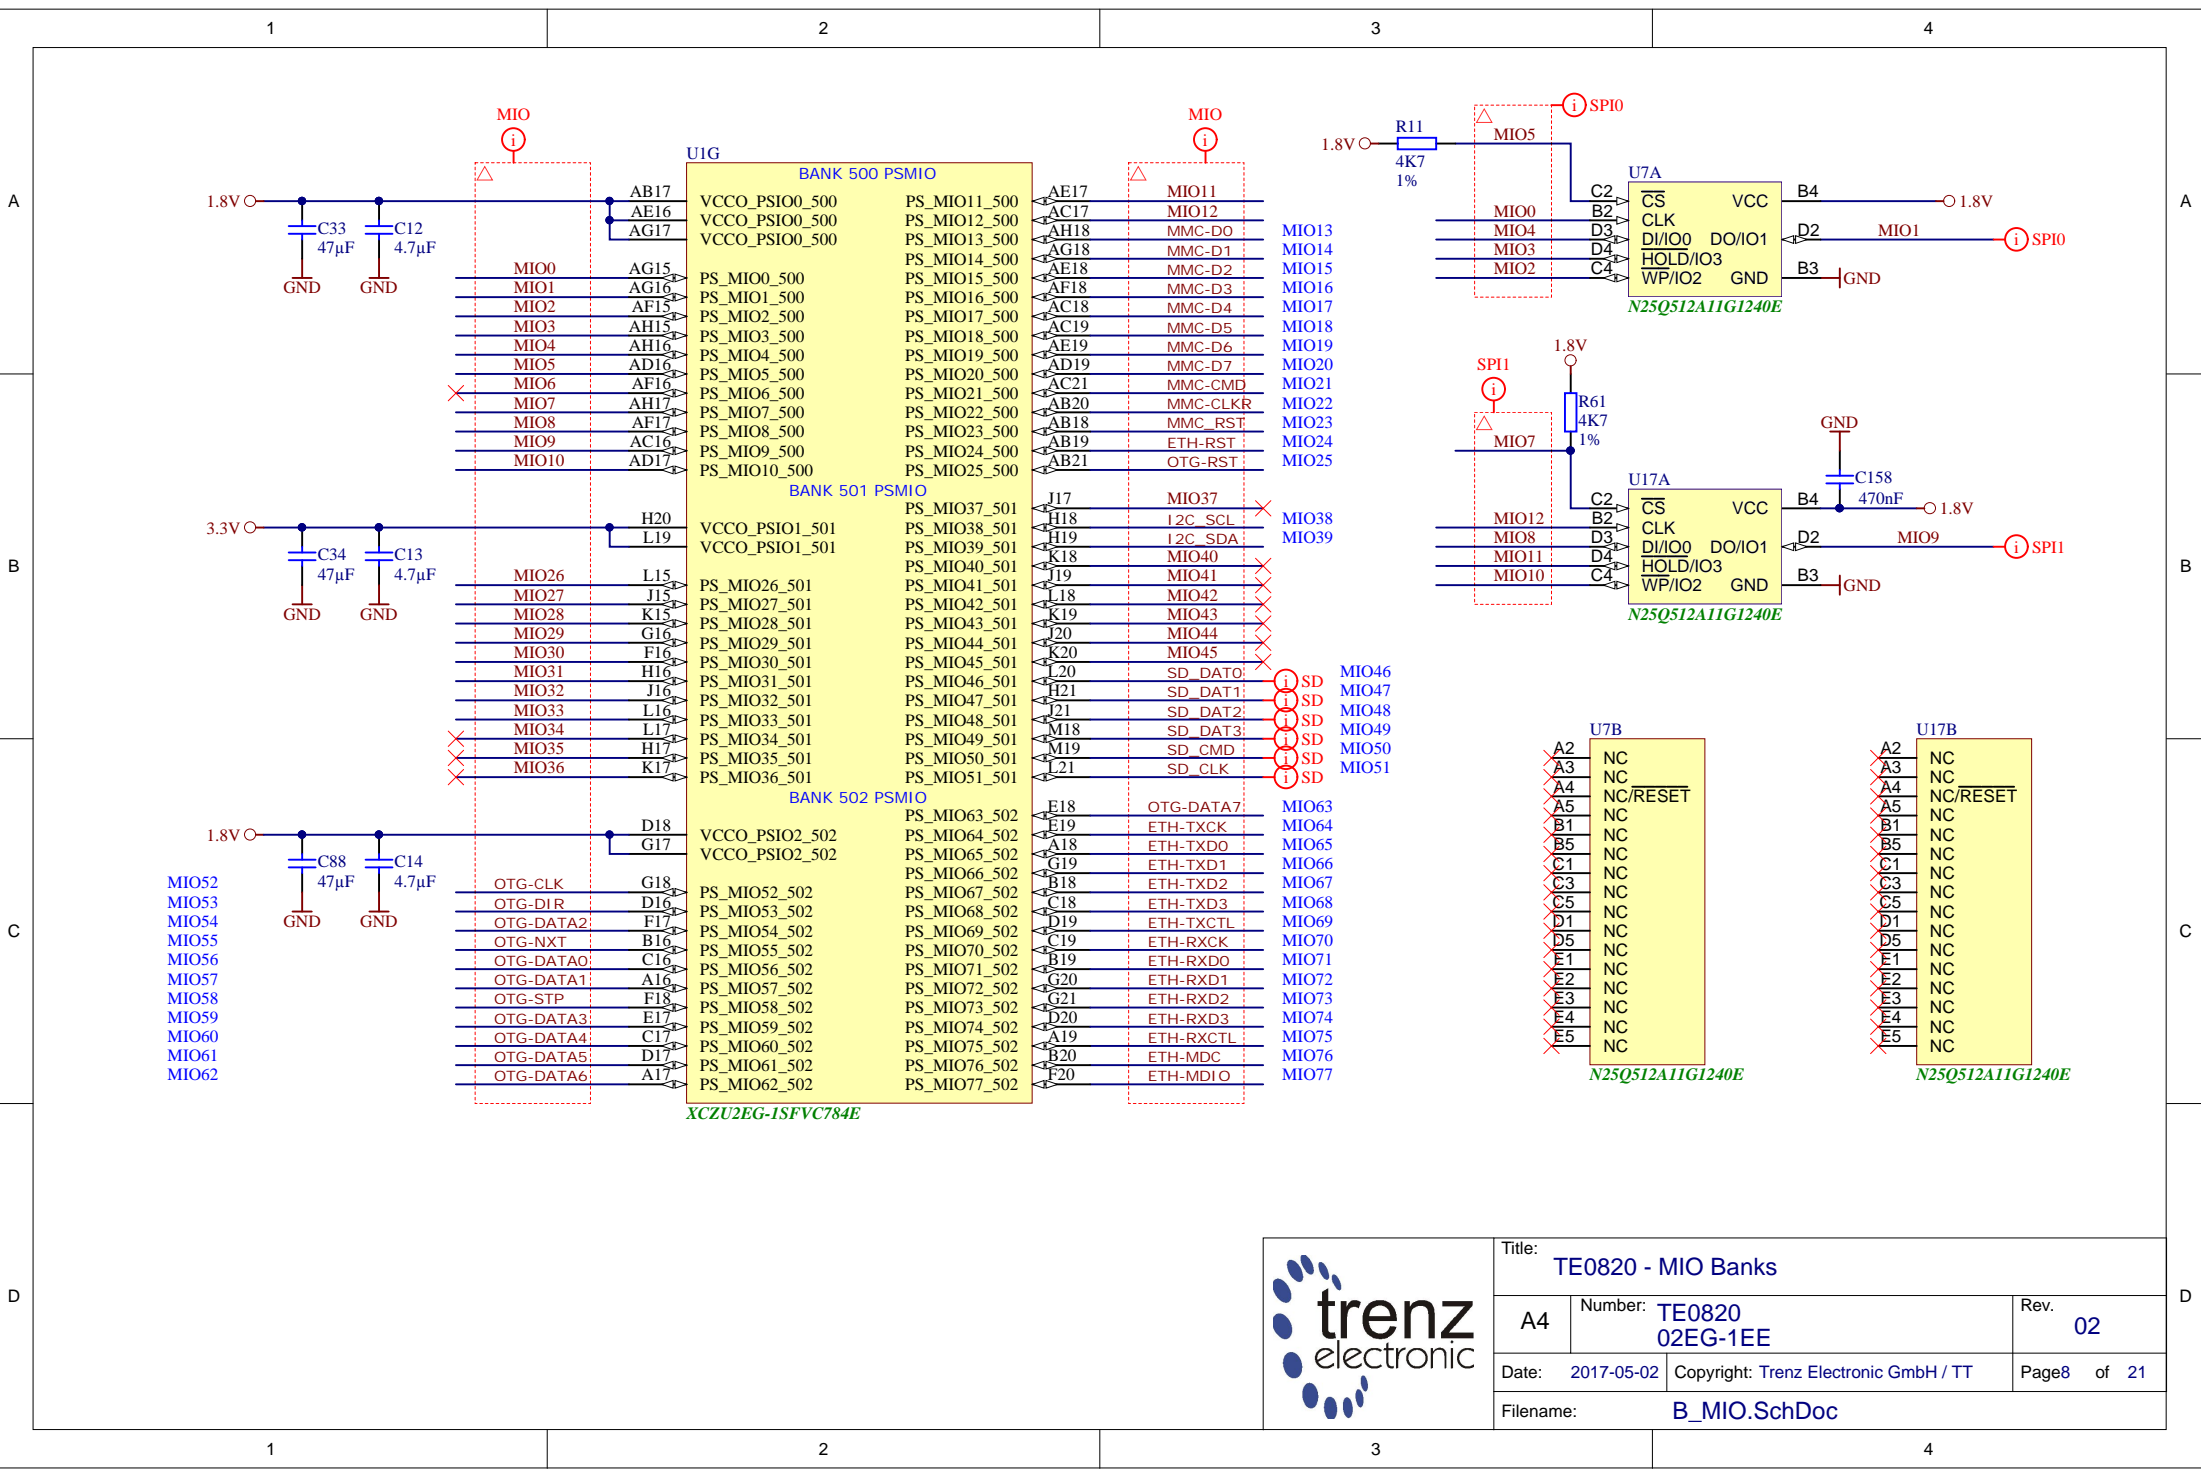 1 2 3 4
A A
B B
C C
D D
1 2 3 4
MIO
MIO
U1G
BANK 500 PSMIO
1.8V
C33 47µF GND
C12 4.7µF GND
AB17 VCCO_PSIO0_500
AE16 VCCO_PSIO0_500
AG17 VCCO_PSIO0_500
MIO0 AG15 PS_MIO0_500
MIO1 AG16 PS_MIO1_500
MIO2 AF15 PS_MIO2_500
MIO3 AH15 PS_MIO3_500
MIO4 AH16 PS_MIO4_500
MIO5 AD16 PS_MIO5_500
MIO6 AF16 PS_MIO6_500
MIO7 AH17 PS_MIO7_500
MIO8 AF17 PS_MIO8_500
MIO9 AC16 PS_MIO9_500
MIO10 AD17 PS_MIO10_500
PS_MIO11_500 AE17 MIO11
PS_MIO12_500 AC17 MIO12
PS_MIO13_500 AH18 MMC-D0 MIO13
PS_MIO14_500 AG18 MMC-D1 MIO14
PS_MIO15_500 AE18 MMC-D2 MIO15
PS_MIO16_500 AF18 MMC-D3 MIO16
PS_MIO17_500 AC18 MMC-D4 MIO17
PS_MIO18_500 AC19 MMC-D5 MIO18
PS_MIO19_500 AE19 MMC-D6 MIO19
PS_MIO20_500 AD19 MMC-D7 MIO20
PS_MIO21_500 AC21 MMC-CMD MIO21
PS_MIO22_500 AB20 MMC-CLKR MIO22
PS_MIO23_500 AB18 MMC_RST MIO23
PS_MIO24_500 AB19 ETH-RST MIO24
PS_MIO25_500 AB21 OTG-RST MIO25
BANK 501 PSMIO
3.3V
C34 47µF GND
C13 4.7µF GND
H20 VCCO_PSIO1_501
L19 VCCO_PSIO1_501
MIO26 L15 PS_MIO26_501
MIO27 J15 PS_MIO27_501
MIO28 K15 PS_MIO28_501
MIO29 G16 PS_MIO29_501
MIO30 F16 PS_MIO30_501
MIO31 H16 PS_MIO31_501
MIO32 J16 PS_MIO32_501
MIO33 L16 PS_MIO33_501
MIO34 L17 PS_MIO34_501
MIO35 H17 PS_MIO35_501
MIO36 K17 PS_MIO36_501
PS_MIO37_501 J17 MIO37
PS_MIO38_501 H18 I2C_SCL MIO38
PS_MIO39_501 H19 I2C_SDA MIO39
PS_MIO40_501 K18 MIO40
PS_MIO41_501 J19 MIO41
PS_MIO42_501 L18 MIO42
PS_MIO43_501 K19 MIO43
PS_MIO44_501 J20 MIO44
PS_MIO45_501 K20 MIO45
PS_MIO46_501 L20 SD_DAT0 i SD MIO46
PS_MIO47_501 H21 SD_DAT1 i SD MIO47
PS_MIO48_501 J21 SD_DAT2 i SD MIO48
PS_MIO49_501 M18 SD_DAT3 i SD MIO49
PS_MIO50_501 M19 SD_CMD i SD MIO50
PS_MIO51_501 L21 SD_CLK i SD MIO51
BANK 502 PSMIO
1.8V
C88 47µF GND
C14 4.7µF GND
D18 VCCO_PSIO2_502
G17 VCCO_PSIO2_502
MIO52 OTG-CLK G18 PS_MIO52_502
MIO53 OTG-DIR D16 PS_MIO53_502
MIO54 OTG-DATA2 F17 PS_MIO54_502
MIO55 OTG-NXT B16 PS_MIO55_502
MIO56 OTG-DATA0 C16 PS_MIO56_502
MIO57 OTG-DATA1 A16 PS_MIO57_502
MIO58 OTG-STP F18 PS_MIO58_502
MIO59 OTG-DATA3 E17 PS_MIO59_502
MIO60 OTG-DATA4 C17 PS_MIO60_502
MIO61 OTG-DATA5 D17 PS_MIO61_502
MIO62 OTG-DATA6 A17 PS_MIO62_502
PS_MIO63_502 E18 OTG-DATA7 MIO63
PS_MIO64_502 E19 ETH-TXCK MIO64
PS_MIO65_502 A18 ETH-TXD0 MIO65
PS_MIO66_502 G19 ETH-TXD1 MIO66
PS_MIO67_502 B18 ETH-TXD2 MIO67
PS_MIO68_502 C18 ETH-TXD3 MIO68
PS_MIO69_502 D19 ETH-TXCTL MIO69
PS_MIO70_502 C19 ETH-RXCK MIO70
PS_MIO71_502 B19 ETH-RXD0 MIO71
PS_MIO72_502 G20 ETH-RXD1 MIO72
PS_MIO73_502 G21 ETH-RXD2 MIO73
PS_MIO74_502 D20 ETH-RXD3 MIO74
PS_MIO75_502 A19 ETH-RXCTL MIO75
PS_MIO76_502 B20 ETH-MDC MIO76
PS_MIO77_502 F20 ETH-MDIO MIO77
XCZU2EG-1SFVC784E
i SPI0
1.8V R11 4K7 1% MIO5
U7A
C2 CS VCC B4 1.8V
MIO0 B2 CLK
MIO4 D3 DI/IO0 DO/IO1 D2 MIO1 i SPI0
MIO3 D4 HOLD/IO3
MIO2 C4 WP/IO2 GND B3 GND
N25Q512A11G1240E
SPI1
i
1.8V
R61 4K7 1%
MIO7
GND
C158 470nF
U17A
C2 CS VCC B4 1.8V
MIO12 B2 CLK
MIO8 D3 DI/IO0 DO/IO1 D2 MIO9 i SPI1
MIO11 D4 HOLD/IO3
MIO10 C4 WP/IO2 GND B3 GND
N25Q512A11G1240E
U7B
A2 NC
A3 NC
A4 NC/RESET
A5 NC
B1 NC
B5 NC
C1 NC
C3 NC
C5 NC
D1 NC
D5 NC
E1 NC
E2 NC
E3 NC
E4 NC
E5 NC
N25Q512A11G1240E
U17B
A2 NC
A3 NC
A4 NC/RESET
A5 NC
B1 NC
B5 NC
C1 NC
C3 NC
C5 NC
D1 NC
D5 NC
E1 NC
E2 NC
E3 NC
E4 NC
E5 NC
N25Q512A11G1240E
trenz
electronic
Title: TE0820 - MIO Banks
A4 Number: TE0820
02EG-1EE
Rev. 02
Date: 2017-05-02 Copyright: Trenz Electronic GmbH / TT Page8 of 21
Filename: B_MIO.SchDoc